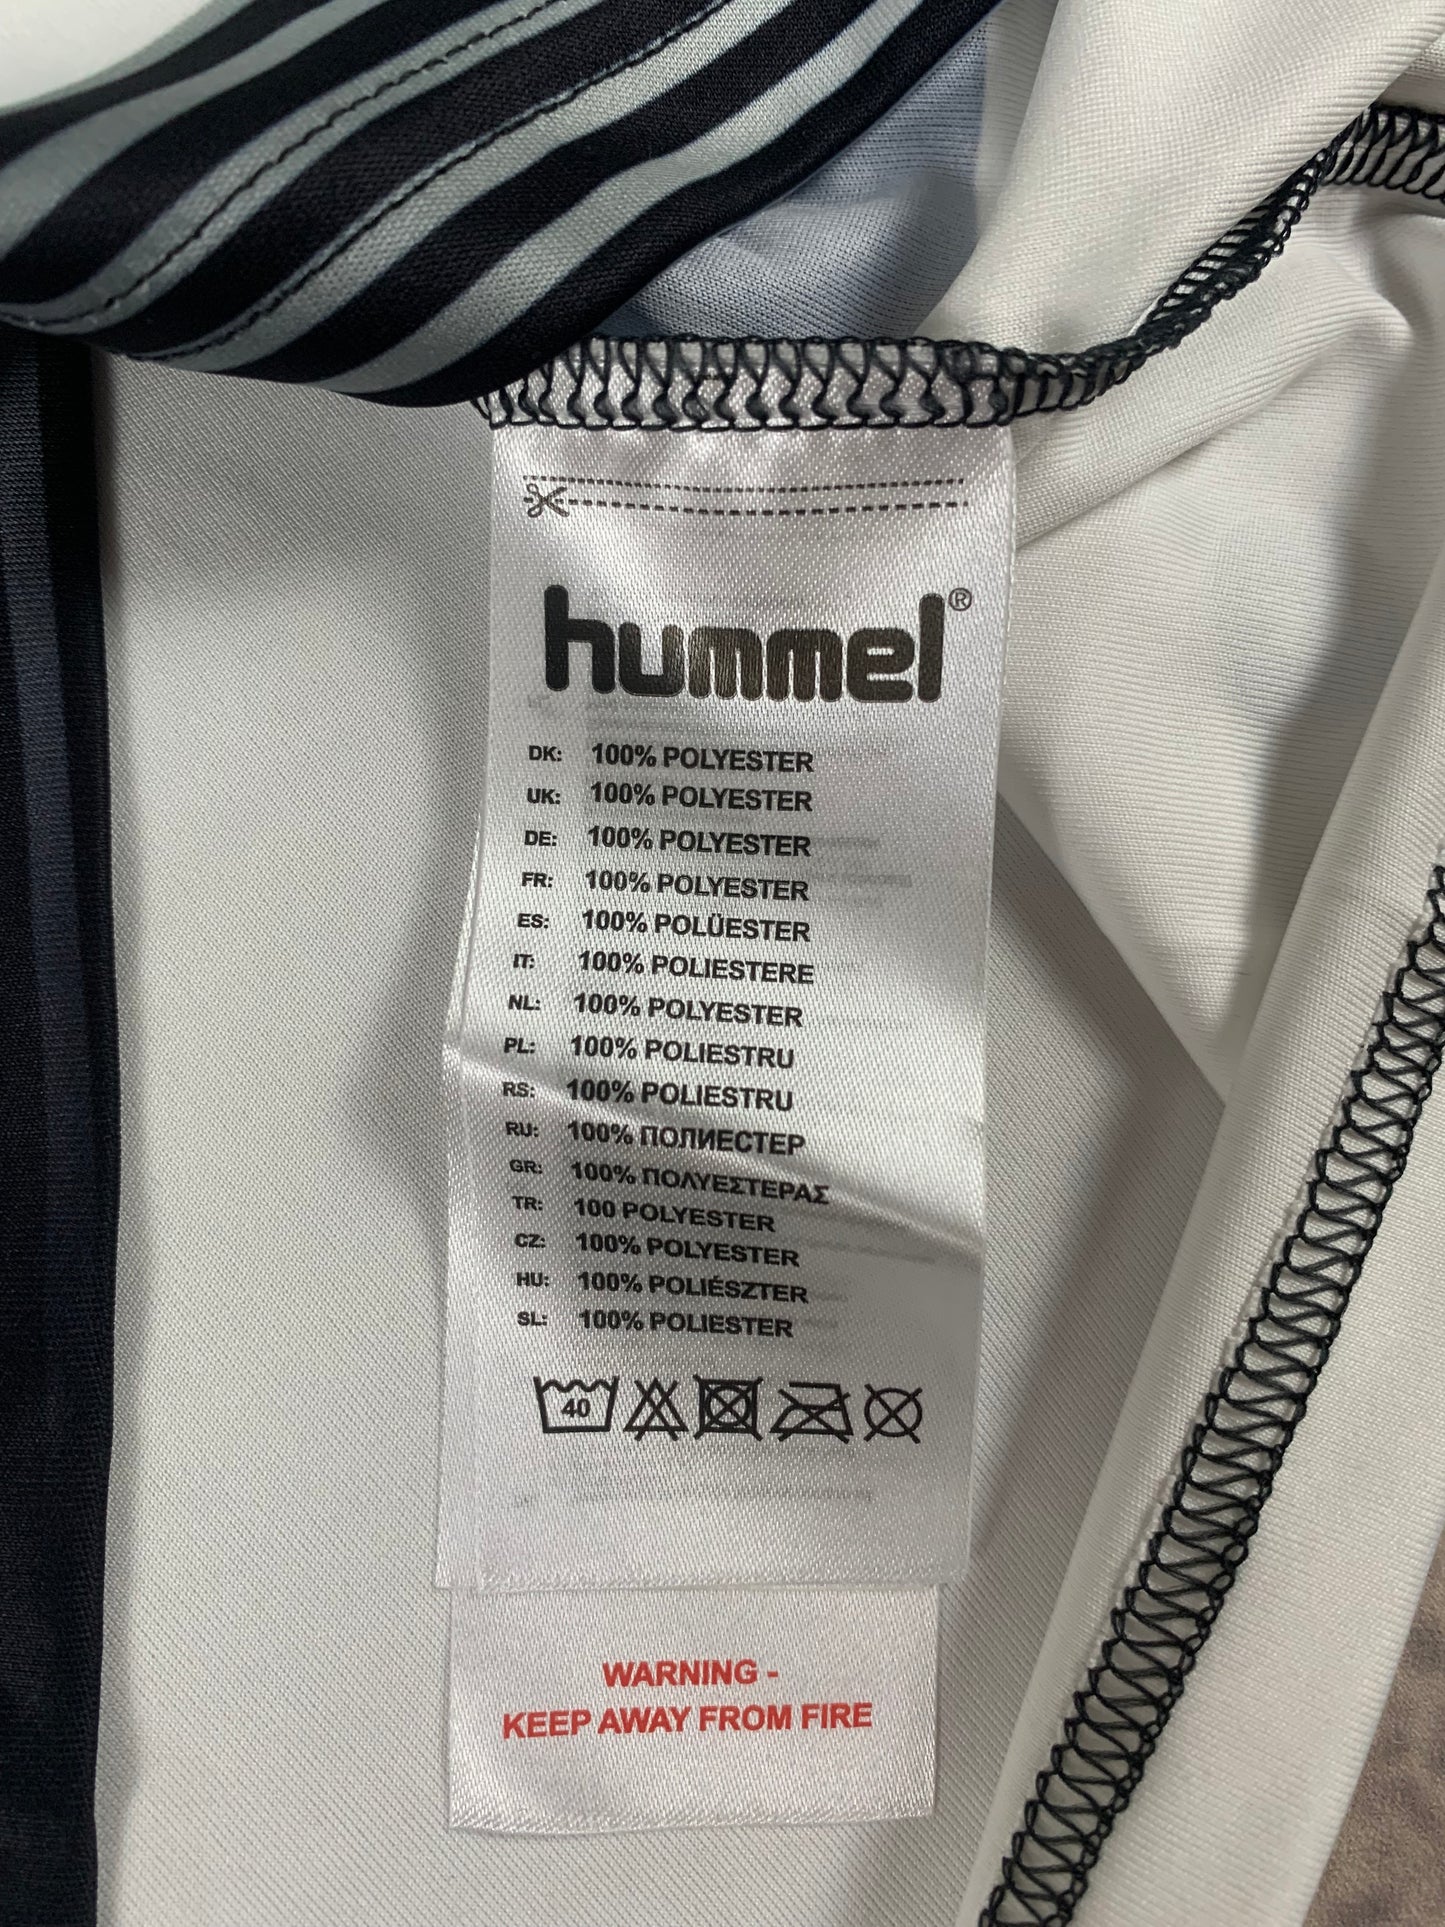 hummel®
DK: 100% POLYESTER
UK: 100% POLYESTER
DE: 100% POLYESTER
FR: 100% POLYESTER
ES: 100% POLÜESTER
IT: 100% POLIESTERE
NL: 100% POLYESTER
PL: 100% POLIESTRU
RS: 100% POLIESTRU
RU: 100% ПОЛИЕСТЕР
GR: 100% ΠΟΛΥΕΣΤΕΡΑΣ
TR: 100 POLYESTER
CZ: 100% POLYESTER
HU: 100% POLIÉSZTER
SL: 100% POLIESTER
40
WARNING -
KEEP AWAY FROM FIRE